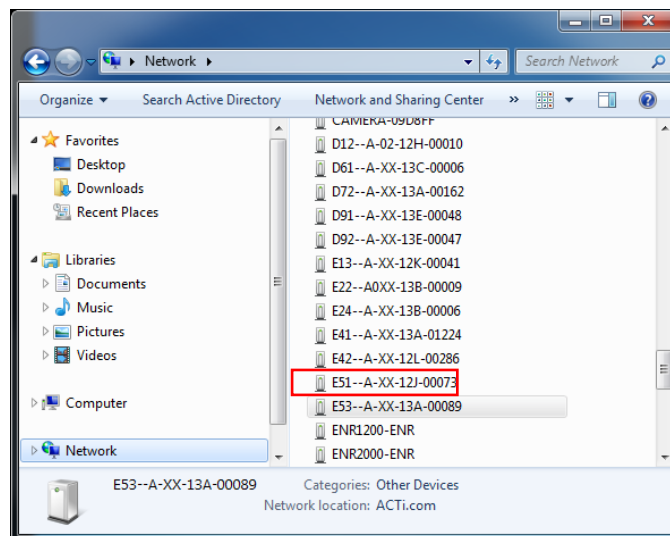 Network
Search Network
Organize Search Active Directory Network and Sharing Center »
Favorites
Desktop
Downloads
Recent Places
Libraries
Documents
Music
Pictures
Videos
Computer
Network
CAMERA-09D8FF
D12--A-02-12H-00010
D61--A-XX-13C-00006
D72--A-XX-13A-00162
D91--A-XX-13E-00048
D92--A-XX-13E-00047
E13--A-XX-12K-00041
E22--A0XX-13B-00009
E24--A-XX-13B-00006
E41--A-XX-13A-01224
E42--A-XX-12L-00286
E51--A-XX-12J-00073
E53--A-XX-13A-00089
ENR1200-ENR
ENR2000-ENR
E53--A-XX-13A-00089 Categories: Other Devices
Network location: ACTi.com